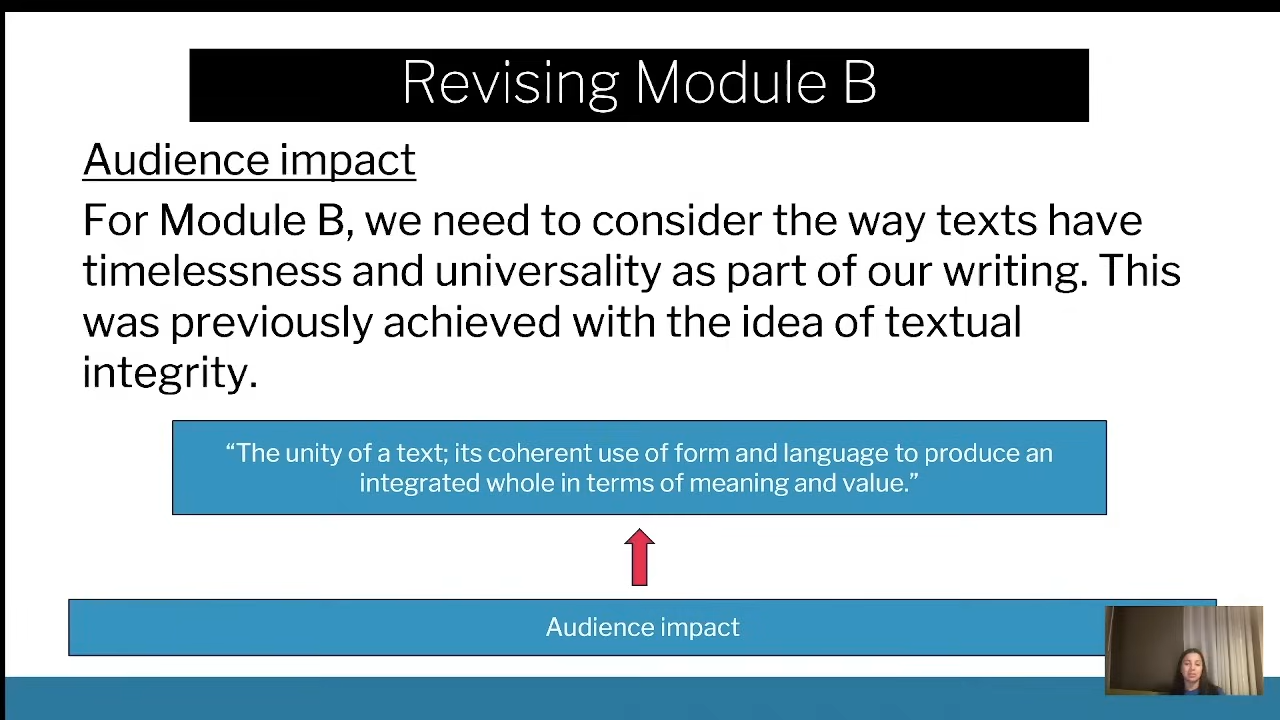 Revising Module B
Audience impact
For Module B, we need to consider the way texts have
timelessness and universality as part of our writing. This
was previously achieved with the idea of textual
integrity.
“The unity of a text; its coherent use of form and language to produce an
integrated whole in terms of meaning and value.”
Audience impact